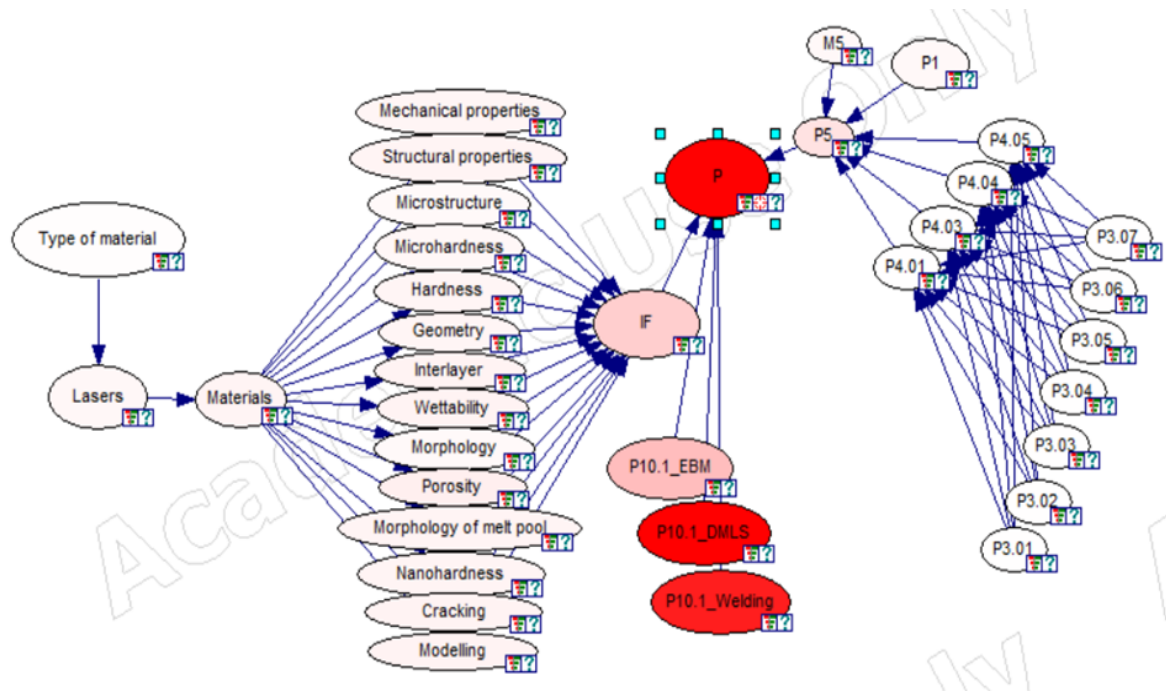 M5
P1
Mechanical properties
P5
Structural properties
P4.05
P
P4.04
Microstructure
P4.03
Type of material
Microhardness
P3.07
P4.01
Hardness
P3.06
IF
Geometry
P3.05
Interlayer
P3.04
Lasers
Materials
Wettability
P3.03
Morphology
P10.1_EBM
Porosity
P3.02
Morphology of melt pool
P10.1_DMLS
P3.01
Nanohardness
P10.1_Welding
Cracking
Modelling